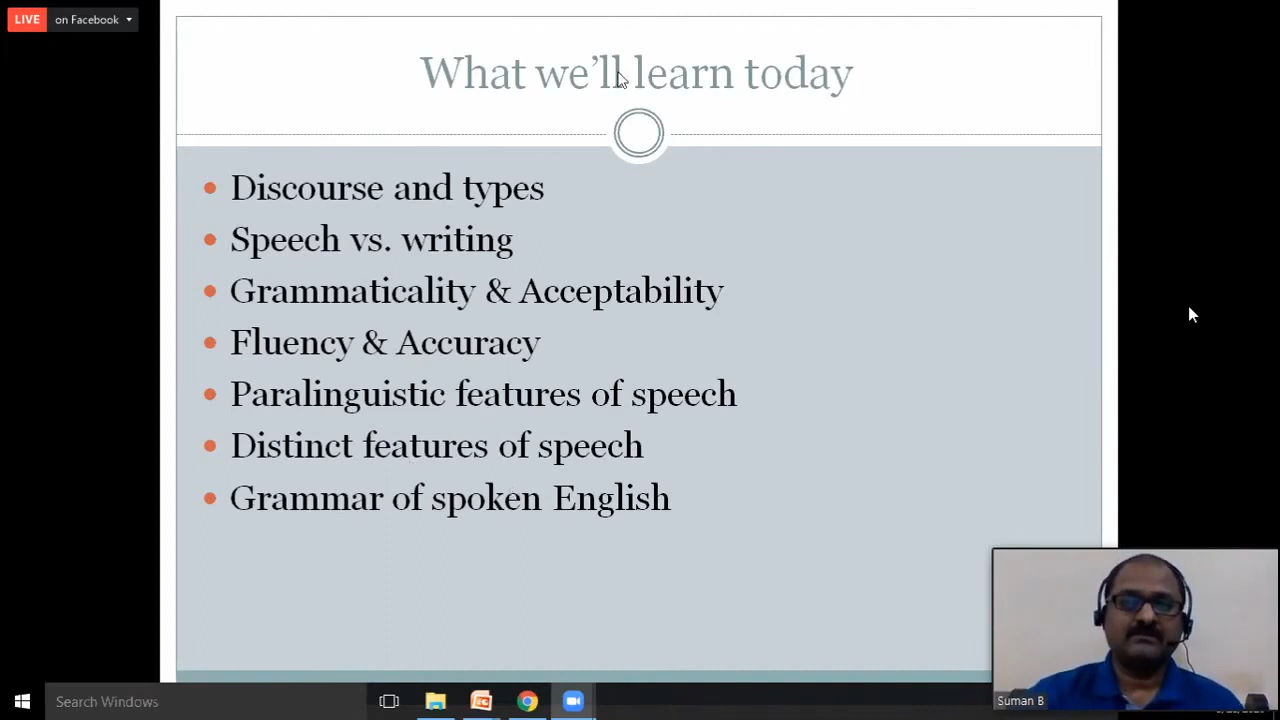 LIVE on Facebook
What we'll learn today
Discourse and types
Speech vs. writing
Grammaticality & Acceptability
Fluency & Accuracy
Paralinguistic features of speech
Distinct features of speech
Grammar of spoken English
Suman B
Search Windows